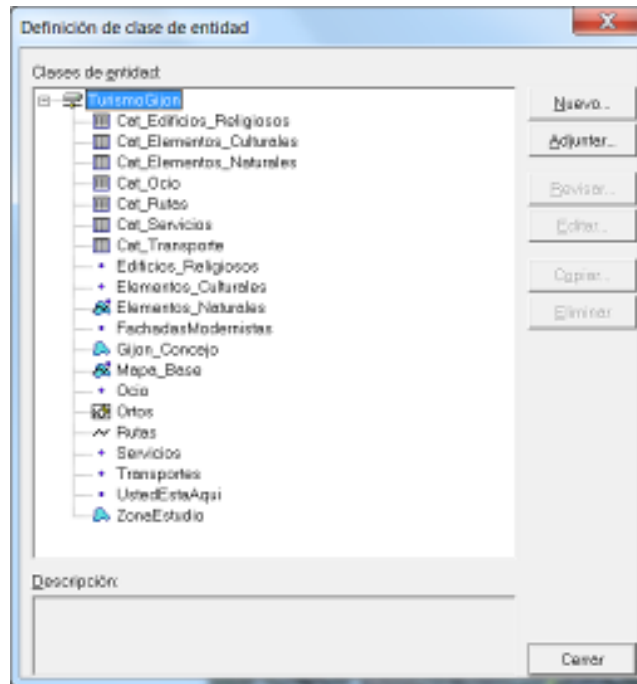 Definición de clase de entidad
Clases de entidad:
TurismoGijon
Cat_Edificios_Religiosos
Cat_Elementos_Culturales
Cat_Elementos_Naturales
Cat_Ocio
Cat_Rutas
Cat_Servicios
Cat_Transporte
Edificios_Religiosos
Elementos_Culturales
Elementos_Naturales
FachadasModernistas
Gijon_Concejo
Mapa_Base
Ocio
Ortos
Rutas
Servicios
Transportes
UstedEstaAqui
ZonaEstudio
Nuevo...
Adjuntar...
Revisar...
Editar...
Copiar...
Eliminar
Descripción:
Cerrar